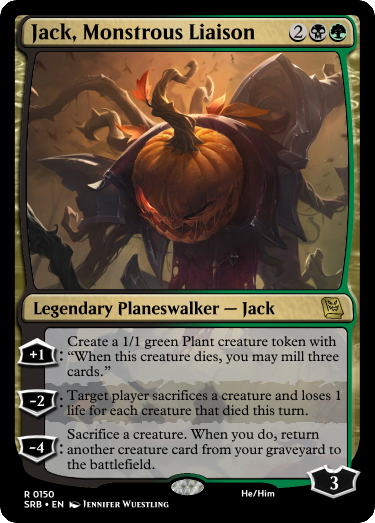 Jack, Monstrous Liaison 2
Legendary Planeswalker — Jack
+1: Create a 1/1 green Plant creature token with
“When this creature dies, you may mill three
cards.”
-2: Target player sacrifices a creature and loses 1
life for each creature that died this turn.
-4: Sacrifice a creature. When you do, return
another creature card from your graveyard to
the battlefield.
3
R 0150 He/Him
SRB • EN Jennifer Wuestling